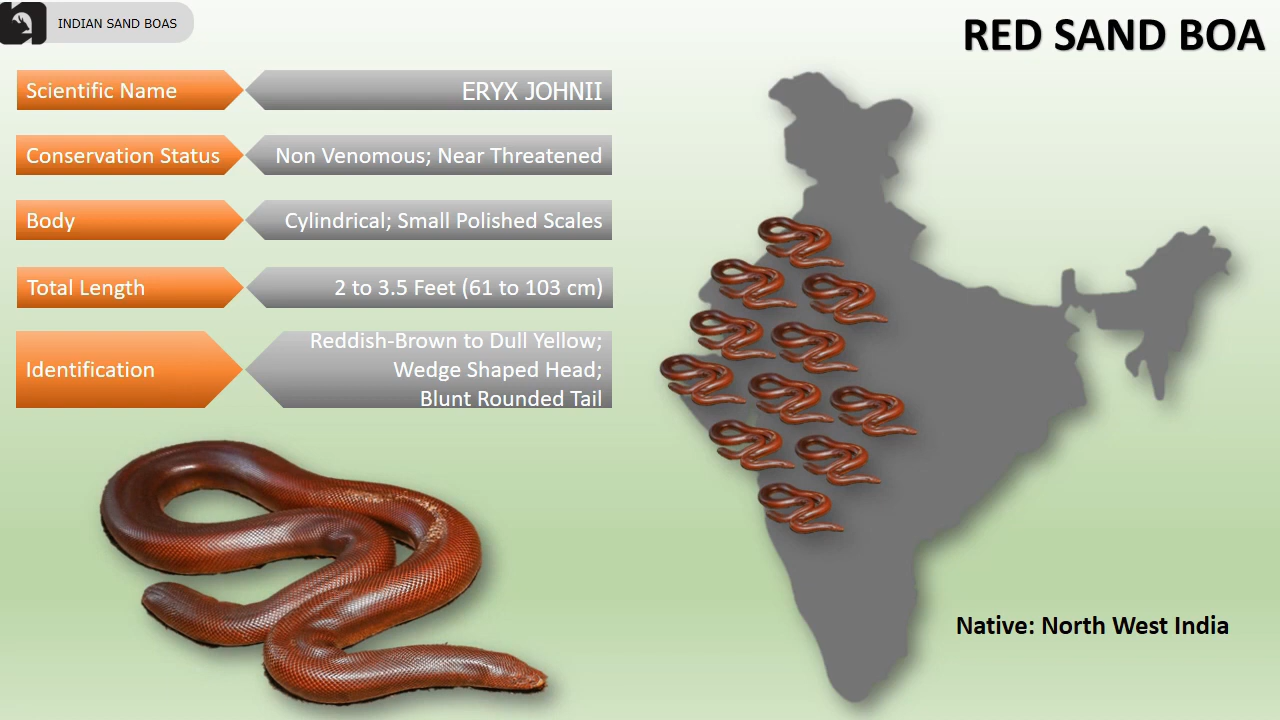 INDIAN SAND BOAS
RED SAND BOA
Scientific Name
ERYX JOHNII
Conservation Status
Non Venomous; Near Threatened
Body
Cylindrical; Small Polished Scales
Total Length
2 to 3.5 Feet (61 to 103 cm)
Identification
Reddish-Brown to Dull Yellow;
Wedge Shaped Head;
Blunt Rounded Tail
Native: North West India